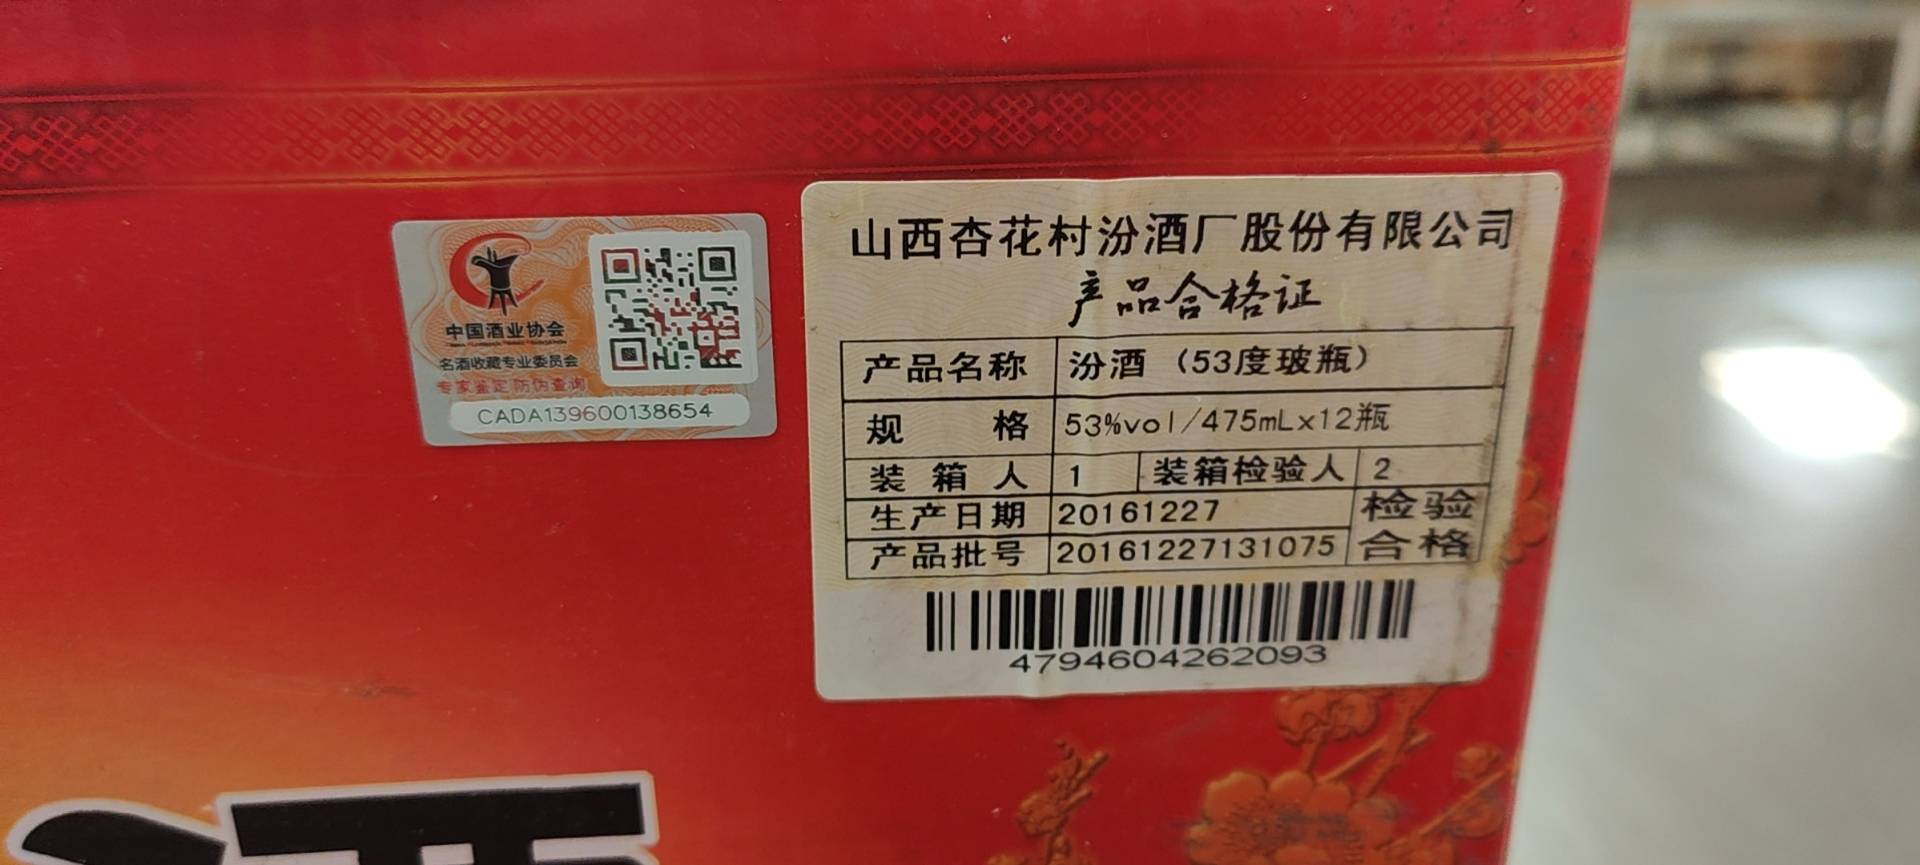 中国酒业协会
名酒收藏专业委员会
专家鉴定 防伪查询
CADA139600138654
山西杏花村汾酒厂股份有限公司
产品合格证
产品名称 汾酒（53度玻瓶）
规格 53%vol/475mLx12瓶
装箱人 1 装箱检验人 2
生产日期 20161227 检验
产品批号 20161227131075 合格
4794604262093